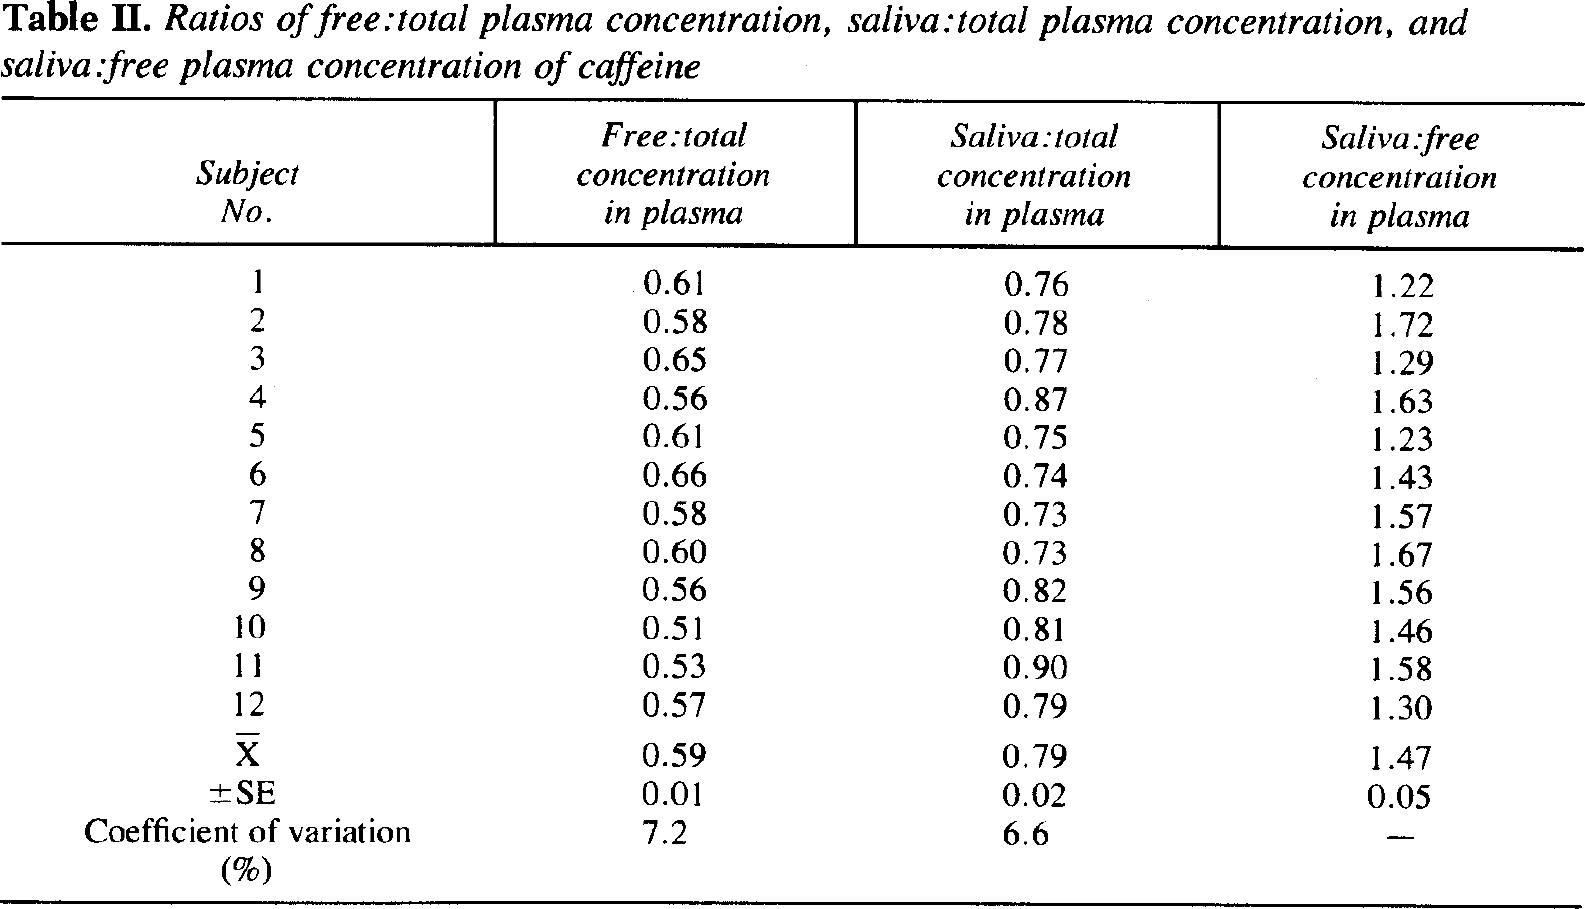 Table II. Ratios of free:total plasma concentration, saliva:total plasma concentration, and
saliva:free plasma concentration of caffeine
Subject No. Free:total concentration in plasma Saliva:total concentration in plasma Saliva:free concentration in plasma
1 0.61 0.76 1.22
2 0.58 0.78 1.72
3 0.65 0.77 1.29
4 0.56 0.87 1.63
5 0.61 0.75 1.23
6 0.66 0.74 1.43
7 0.58 0.73 1.57
8 0.60 0.73 1.67
9 0.56 0.82 1.56
10 0.51 0.81 1.46
11 0.53 0.90 1.58
12 0.57 0.79 1.30
X̅ 0.59 0.79 1.47
±SE 0.01 0.02 0.05
Coefficient of variation 7.2 6.6 —
(%)